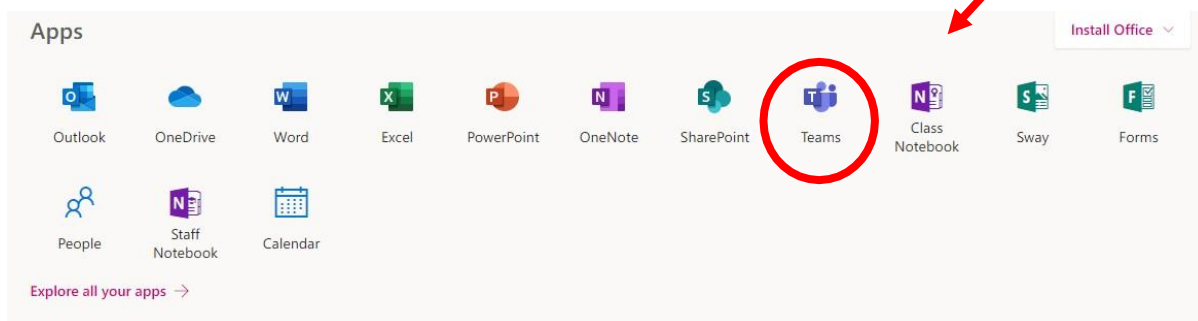 Apps
Install Office
Outlook OneDrive Word Excel PowerPoint OneNote SharePoint Teams Class Notebook Sway Forms
People Staff Notebook Calendar
Explore all your apps →